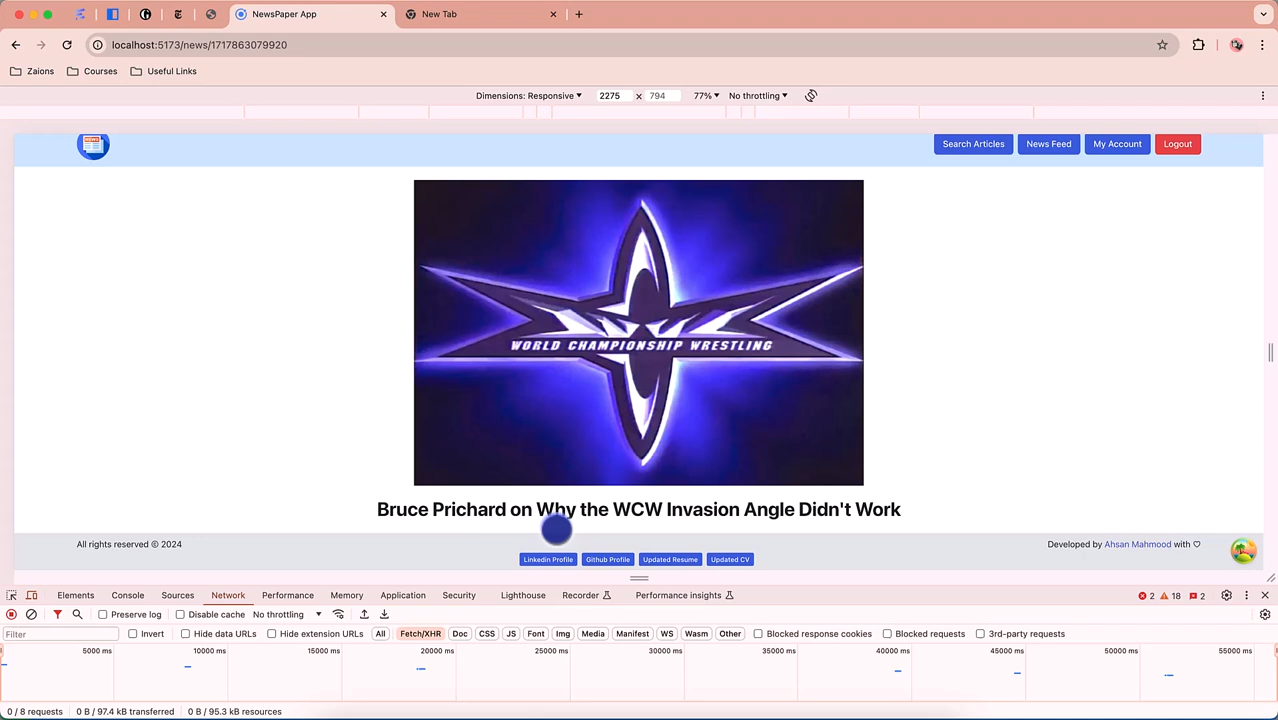 NewsPaper App
New Tab
localhost:5173/news/1717863079920
Zaions Courses Useful Links
Dimensions: Responsive 2275 × 794 77% No throttling
NEWS
Search Articles News Feed My Account Logout
WORLD CHAMPIONSHIP WRESTLING
Bruce Prichard on Why the WCW Invasion Angle Didn't Work
All rights reserved © 2024
Developed by Ahsan Mahmood with ♡
Linkedin Profile Github Profile Updated Resume Updated CV
Elements Console Sources Network Performance Memory Application Security Lighthouse Recorder Performance insights 2 18 2
Preserve log Disable cache No throttling
Filter Invert Hide data URLs Hide extension URLs All Fetch/XHR Doc CSS JS Font Img Media Manifest WS Wasm Other Blocked response cookies Blocked requests 3rd-party requests
5000 ms 10000 ms 15000 ms 20000 ms 25000 ms 30000 ms 35000 ms 40000 ms 45000 ms 50000 ms 55000 ms
0 / 8 requests 0 B / 97.4 kB transferred 0 B / 95.3 kB resources